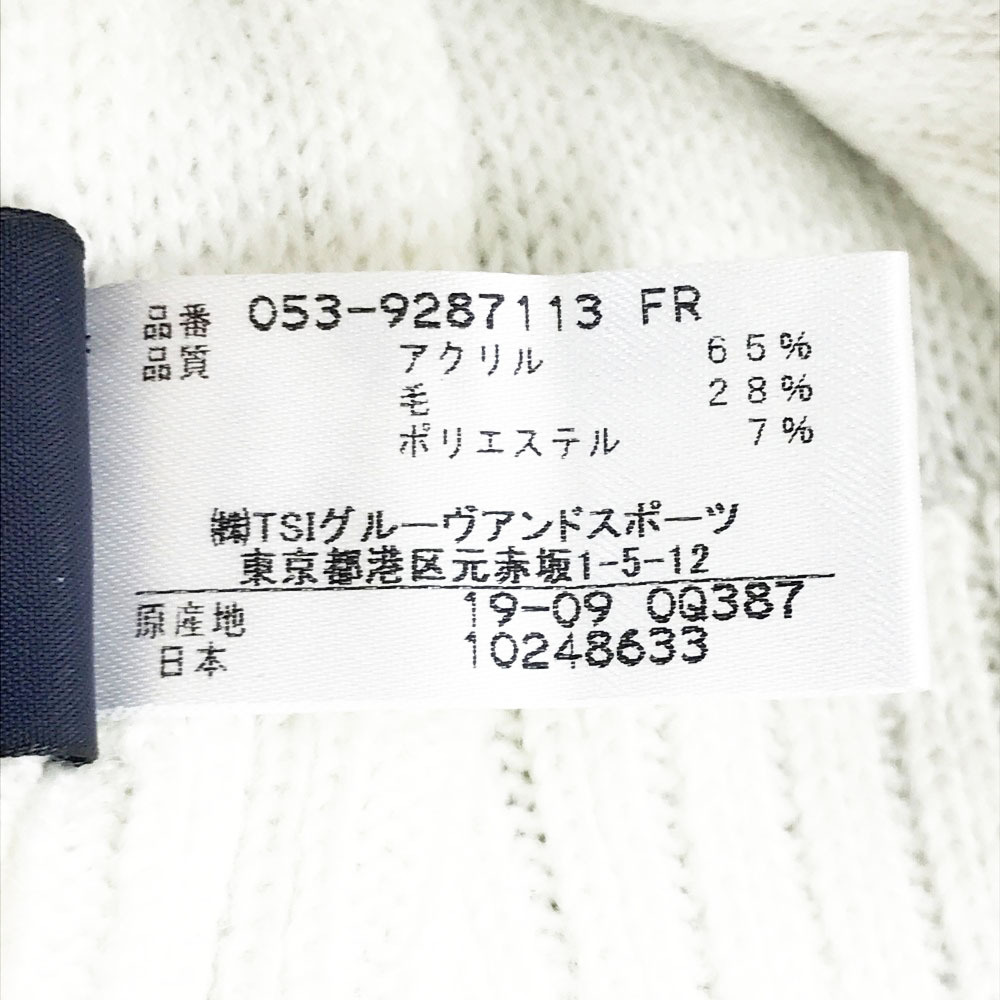 品番 053-9287113 FR
品質 アクリル 65%
毛 28%
ポリエステル 7%
㈱TSIグルーヴアンドスポーツ
東京都港区元赤坂1-5-12
原産地 19-09 0Q387
日本 10248633